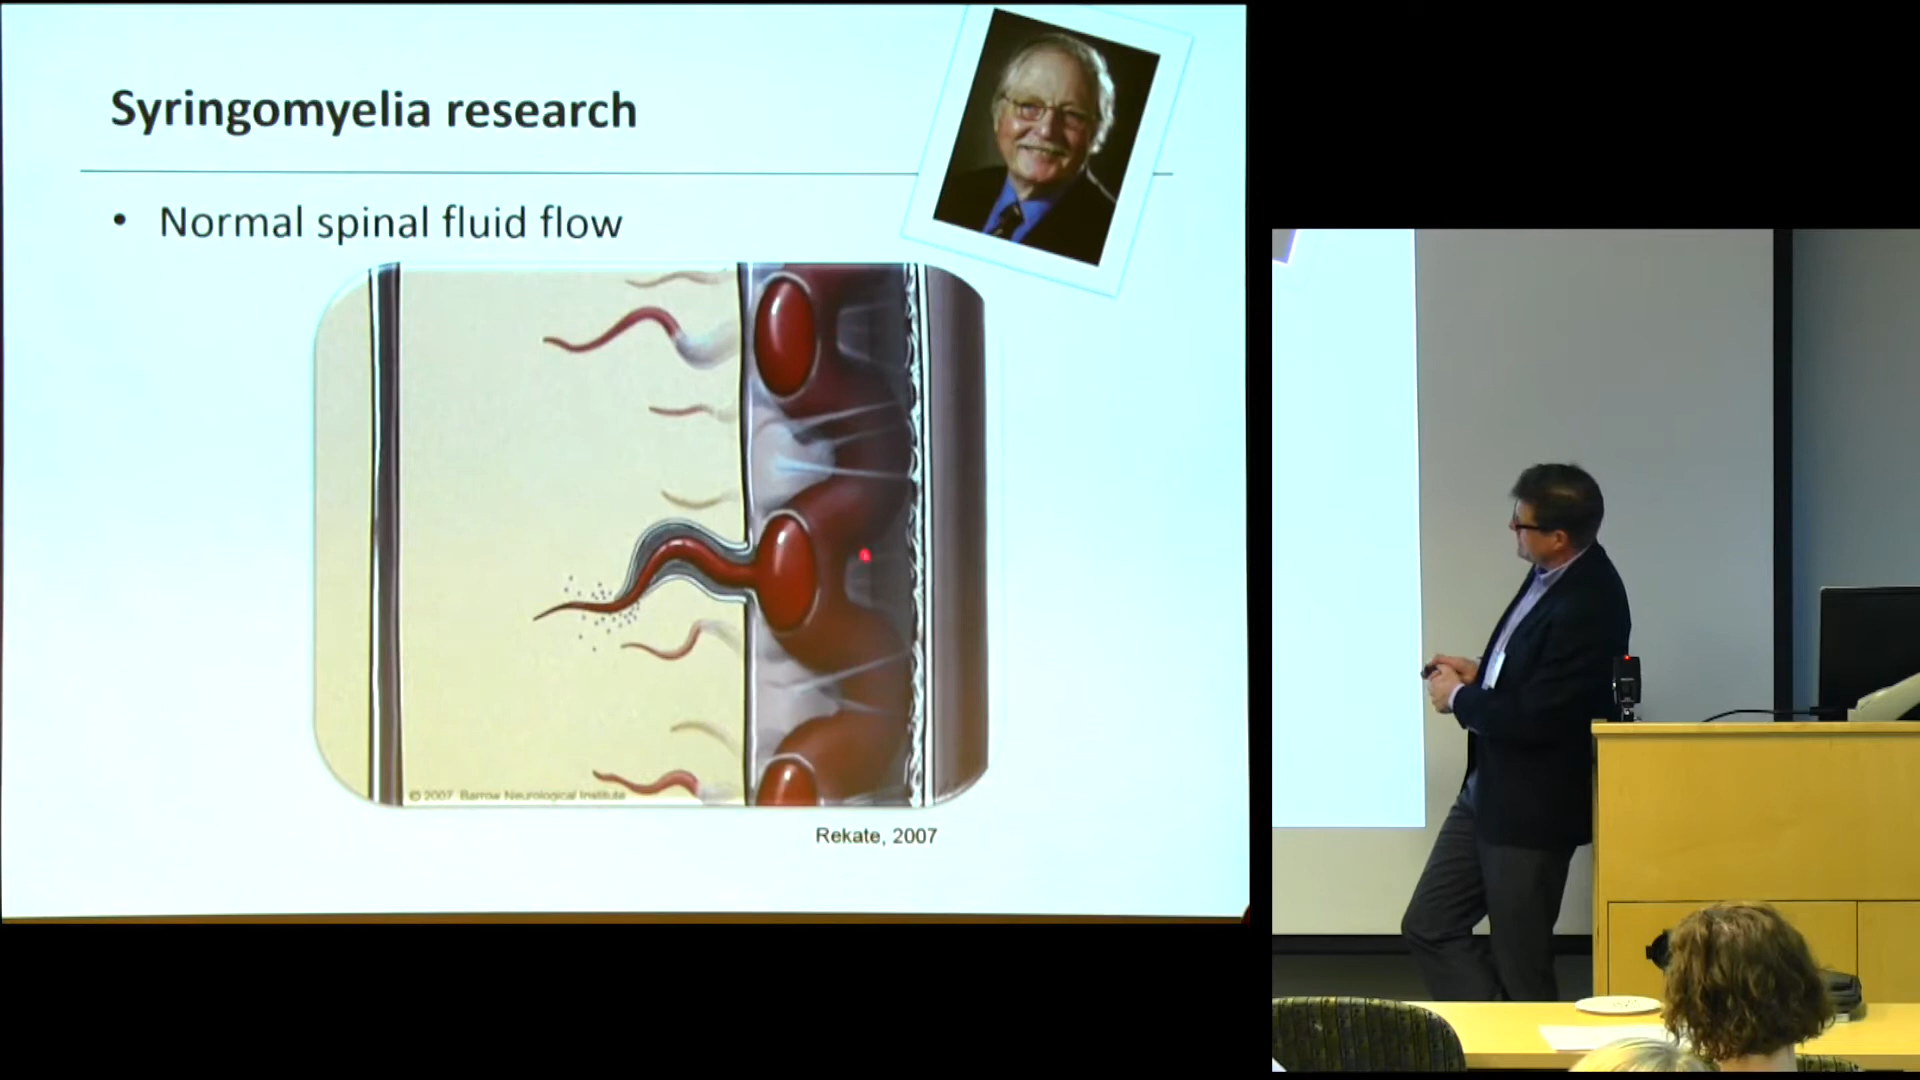 Syringomyelia research
• Normal spinal fluid flow
© 2007 Barrow Neurological Institute
Rekate, 2007